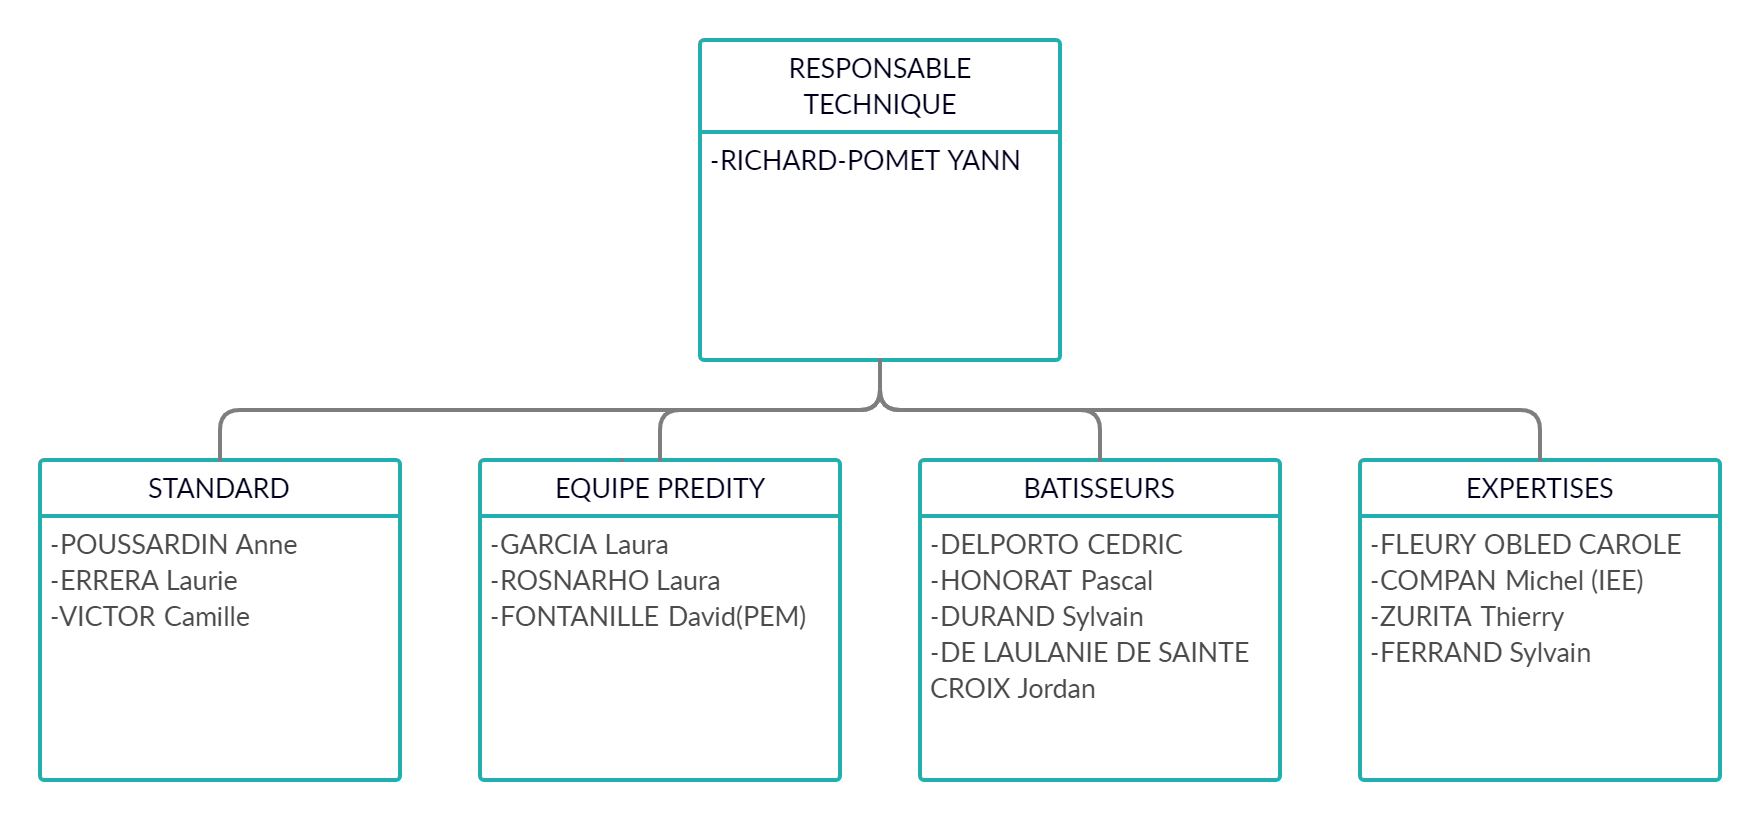 RESPONSABLE
TECHNIQUE
-RICHARD-POMET YANN
STANDARD
-POUSSARDIN Anne
-ERRERA Laurie
-VICTOR Camille
EQUIPE PREDITY
-GARCIA Laura
-ROSNARHO Laura
-FONTANILLE David(PEM)
BATISSEURS
-DELPORTO CEDRIC
-HONORAT Pascal
-DURAND Sylvain
-DE LAULANIE DE SAINTE
CROIX Jordan
EXPERTISES
-FLEURY OBLED CAROLE
-COMPAN Michel (IEE)
-ZURITA Thierry
-FERRAND Sylvain